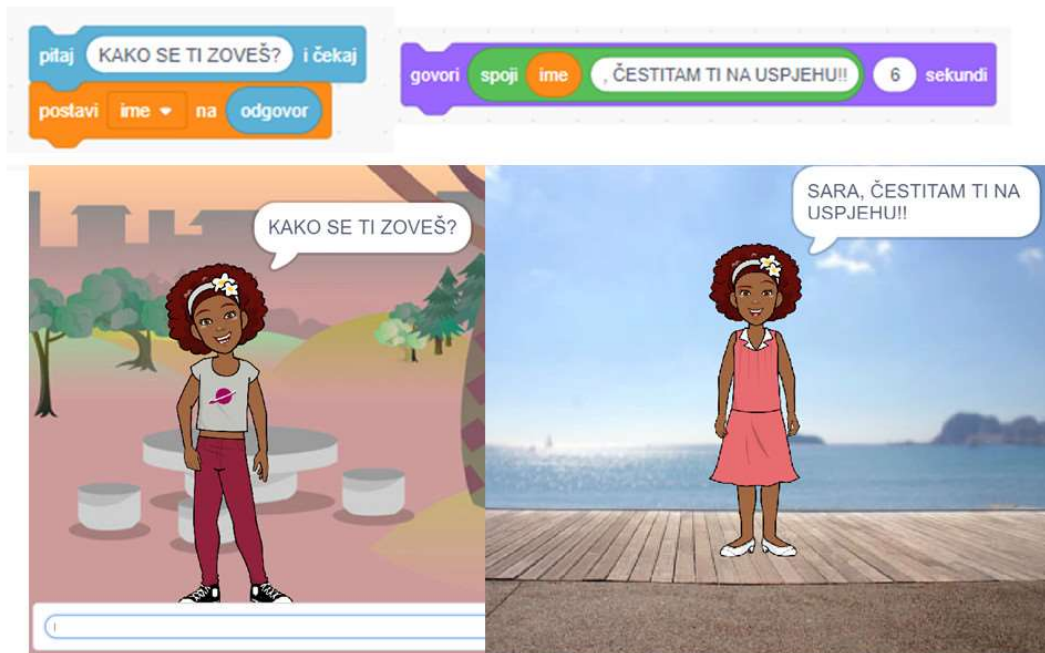 pitaj KAKO SE TI ZOVEŠ? i čekaj
postavi ime na odgovor
govori spoji ime , ČESTITAM TI NA USPJEHU!! 6 sekundi
KAKO SE TI ZOVEŠ?
SARA, ČESTITAM TI NA
USPJEHU!!